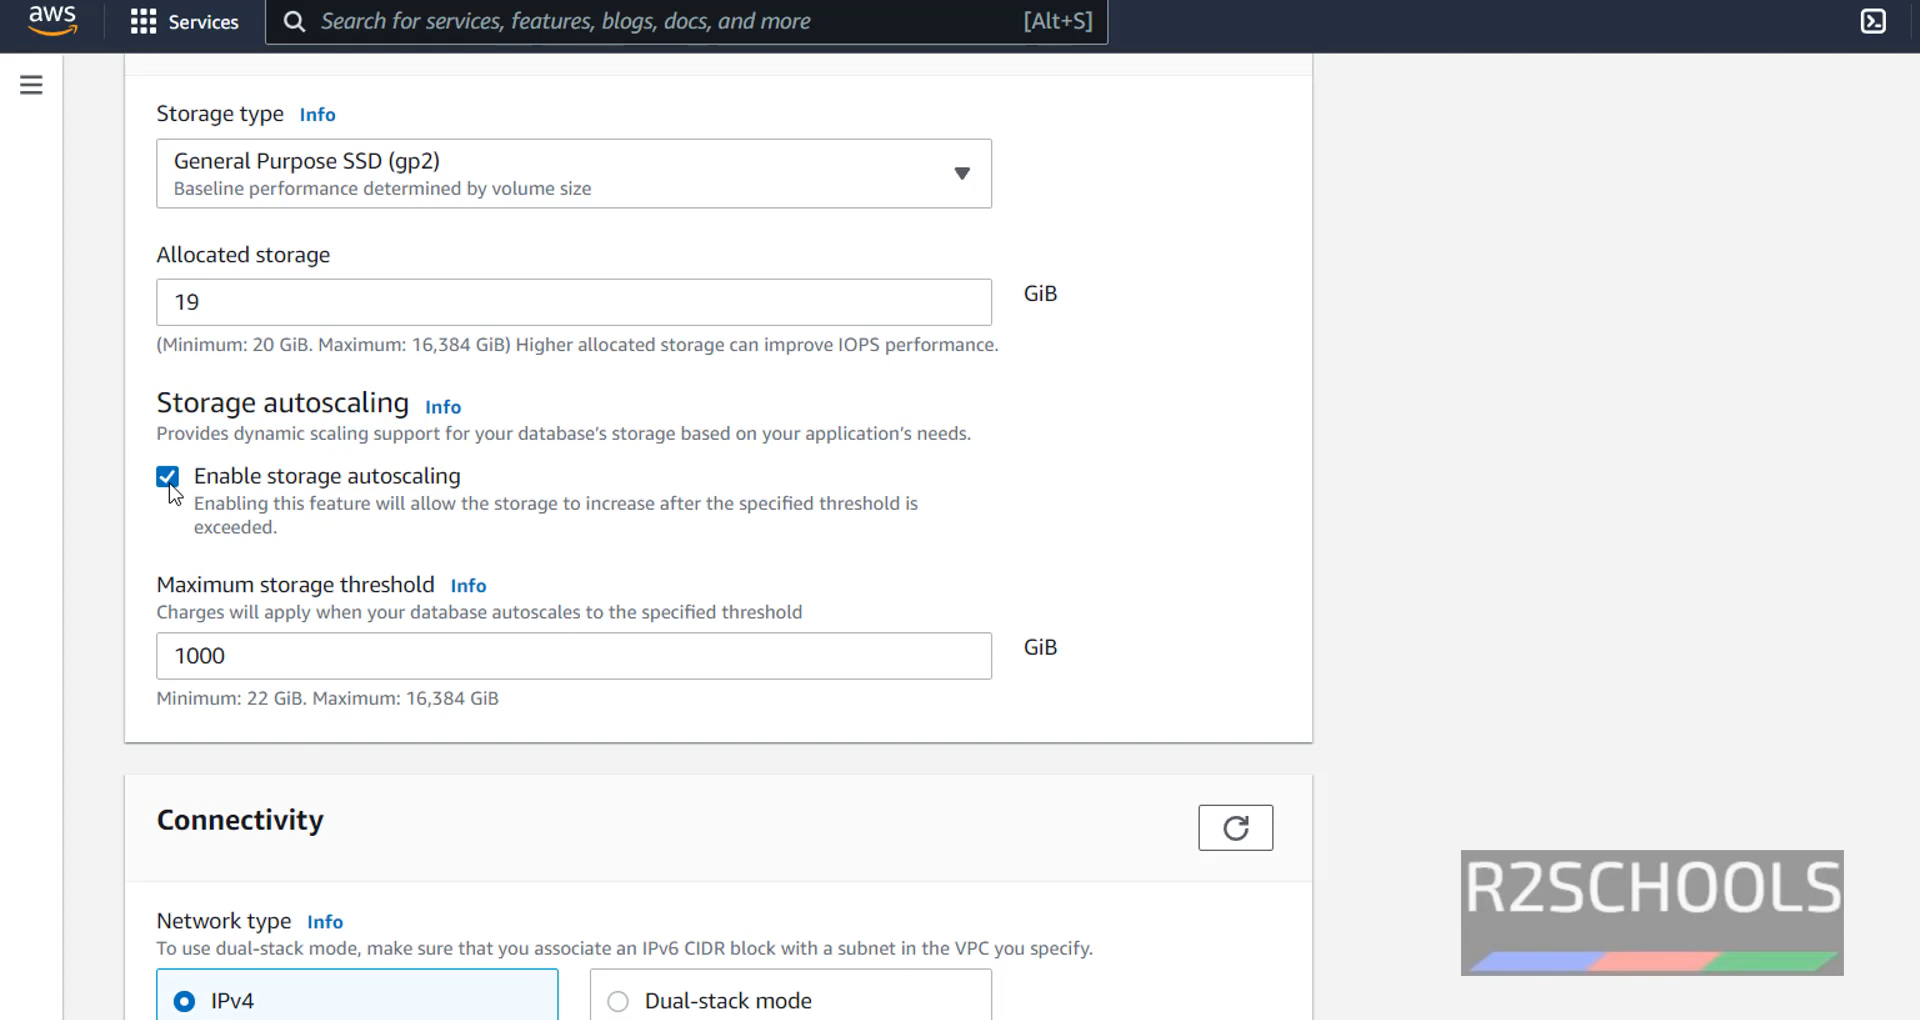 aws
Services
Search for services, features, blogs, docs, and more [Alt+S]
Storage type Info
General Purpose SSD (gp2)
Baseline performance determined by volume size
Allocated storage
19 GiB
(Minimum: 20 GiB. Maximum: 16,384 GiB) Higher allocated storage can improve IOPS performance.
Storage autoscaling Info
Provides dynamic scaling support for your database's storage based on your application's needs.
Enable storage autoscaling
Enabling this feature will allow the storage to increase after the specified threshold is
exceeded.
Maximum storage threshold Info
Charges will apply when your database autoscales to the specified threshold
1000 GiB
Minimum: 22 GiB. Maximum: 16,384 GiB
Connectivity
R2SCHOOLS
Network type Info
To use dual-stack mode, make sure that you associate an IPv6 CIDR block with a subnet in the VPC you specify.
IPv4 Dual-stack mode